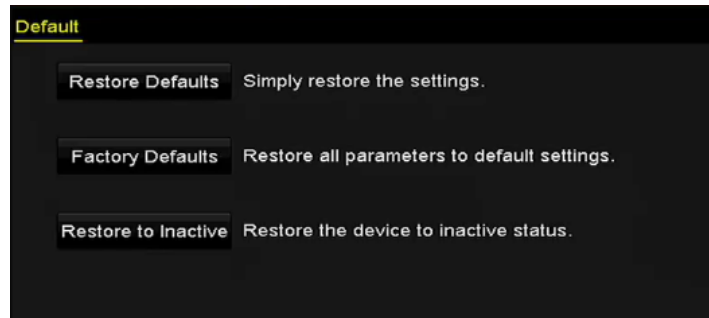 Default
Restore Defaults Simply restore the settings.
Factory Defaults Restore all parameters to default settings.
Restore to Inactive Restore the device to inactive status.